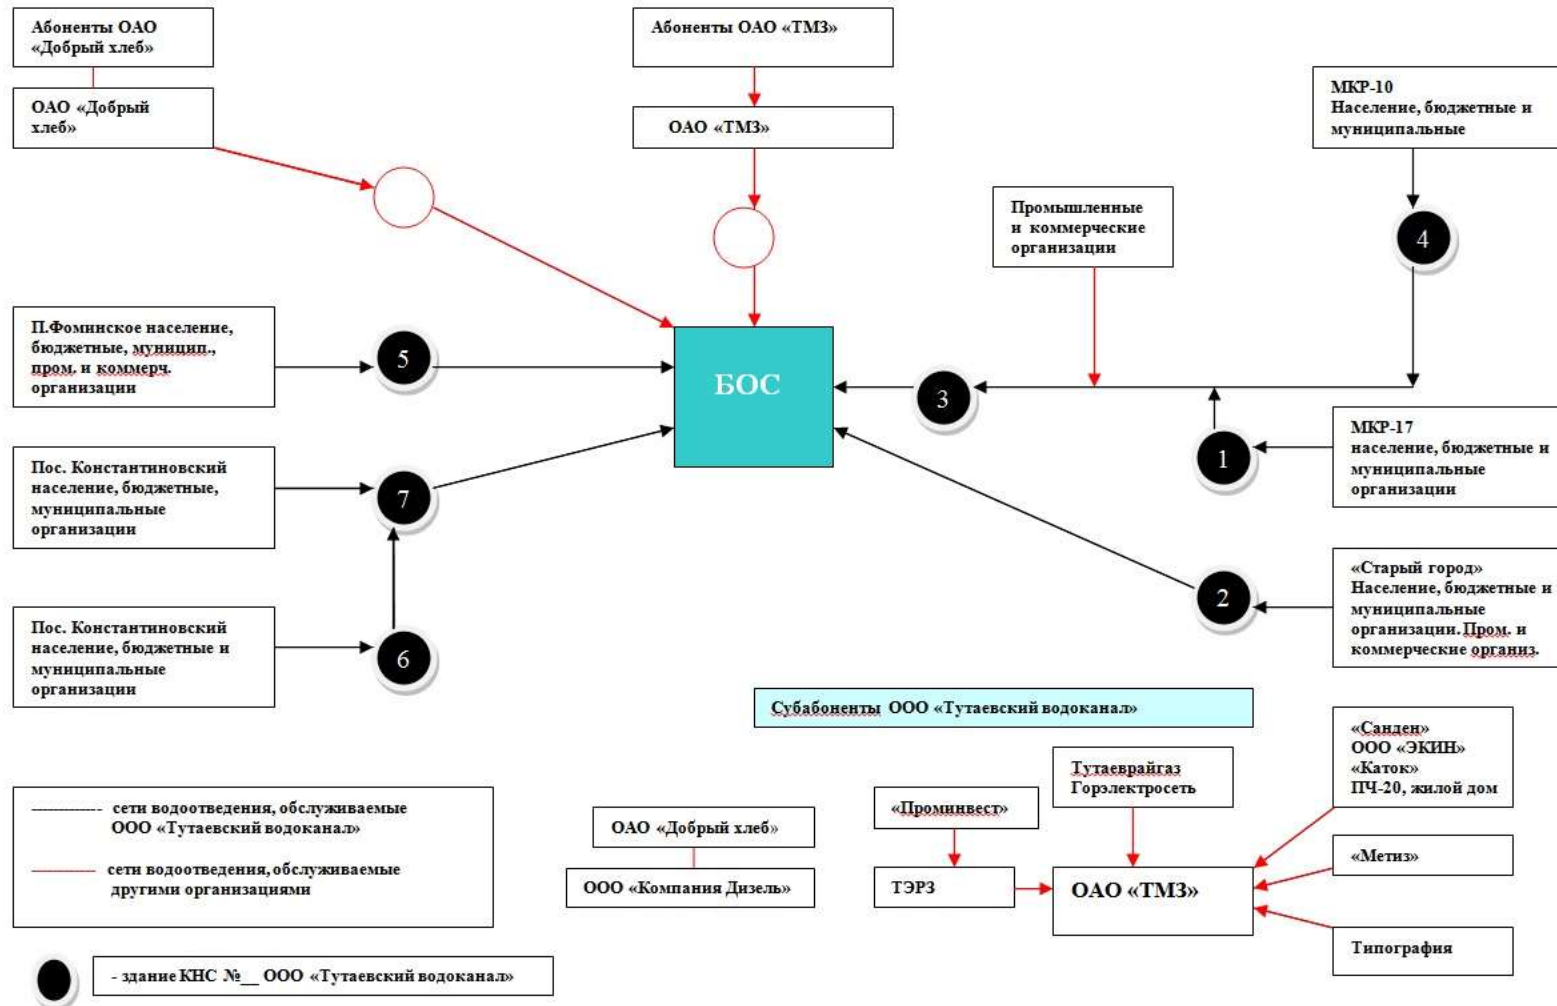 Абоненты ОАО
«Добрый хлеб»
ОАО «Добрый
хлеб»
Абоненты ОАО «ТМЗ»
ОАО «ТМЗ»
МКР-10
Население, бюджетные и
муниципальные
Промышленные
и коммерческие
организации
4
П.Фоминское население,
бюджетные, муницип.,
пром. и коммерч.
организации
5
БОС
3
МКР-17
население, бюджетные и
муниципальные
организации
1
Пос. Константиновский
население, бюджетные,
муниципальные
организации
7
«Старый город»
Население, бюджетные и
муниципальные
организации. Пром. и
коммерческие организ.
2
Пос. Константиновский
население, бюджетные и
муниципальные
организации
6
Субабоненты ООО «Тутаевский водоканал»
«Санден»
ООО «ЭКИН»
«Каток»
ПЧ-20, жилой дом
Тутаеврайгаз
Горэлектросеть
«Проминвест»
ОАО «Добрый хлеб»
ООО «Компания Дизель»
ТЭРЗ
ОАО «ТМЗ»
«Метиз»
Типография
------------- сети водоотведения, обслуживаемые
ООО «Тутаевский водоканал»
------------ сети водоотведения, обслуживаемые
другими организациями
- здание КНС №__ ООО «Тутаевский водоканал»